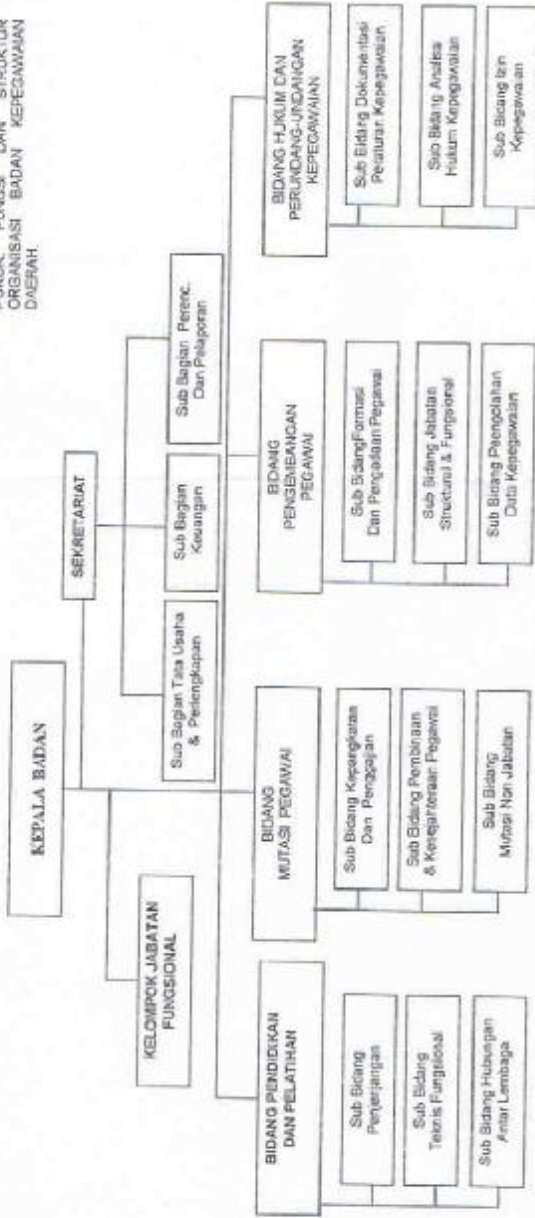 FUNGSI DAN STRUKTUR
ORGANISASI BADAN KEPEGAWAIAN
DAERAH
KEPALA BADAN
SEKRETARIAT
KELOMPOK JABATAN
FUNGSIONAL
Sub Bagian Tata Usaha
& Perlengkapan
Sub Bagian
Keuangan
Sub Bagian Perenc.
Dan Pelaporan
BIDANG PENDIDIKAN
DAN PELATIHAN
Sub Bidang
Penjenjangan
Sub Bidang
Teknis Fungsional
Sub Bidang Hubungan
Antar Lembaga
BIDANG
MUTASI PEGAWAI
Sub Bidang Kepangkatan
Dan Penggajian
Sub Bidang Pembinaan
& Kesejahteraan Pegawai
Sub Bidang
Mutasi Non Jabatan
BIDANG
PENGEMBANGAN
PEGAWAI
Sub BidangFormasi
Dan Pengadaan Pegawai
Sub Bidang Jabatan
Struktural & Fungsional
Sub Bidang Pengolahan
Data Kepegawaian
BIDANG HUKUM DAN
PERUNDANG-UNDANGAN
KEPEGAWAIAN
Sub Bidang Dokumentasi
Peraturan Kepegawaian
Sub Bidang Analisa
Hukum Kepegawaian
Sub Bidang Izin
Kepegawaian